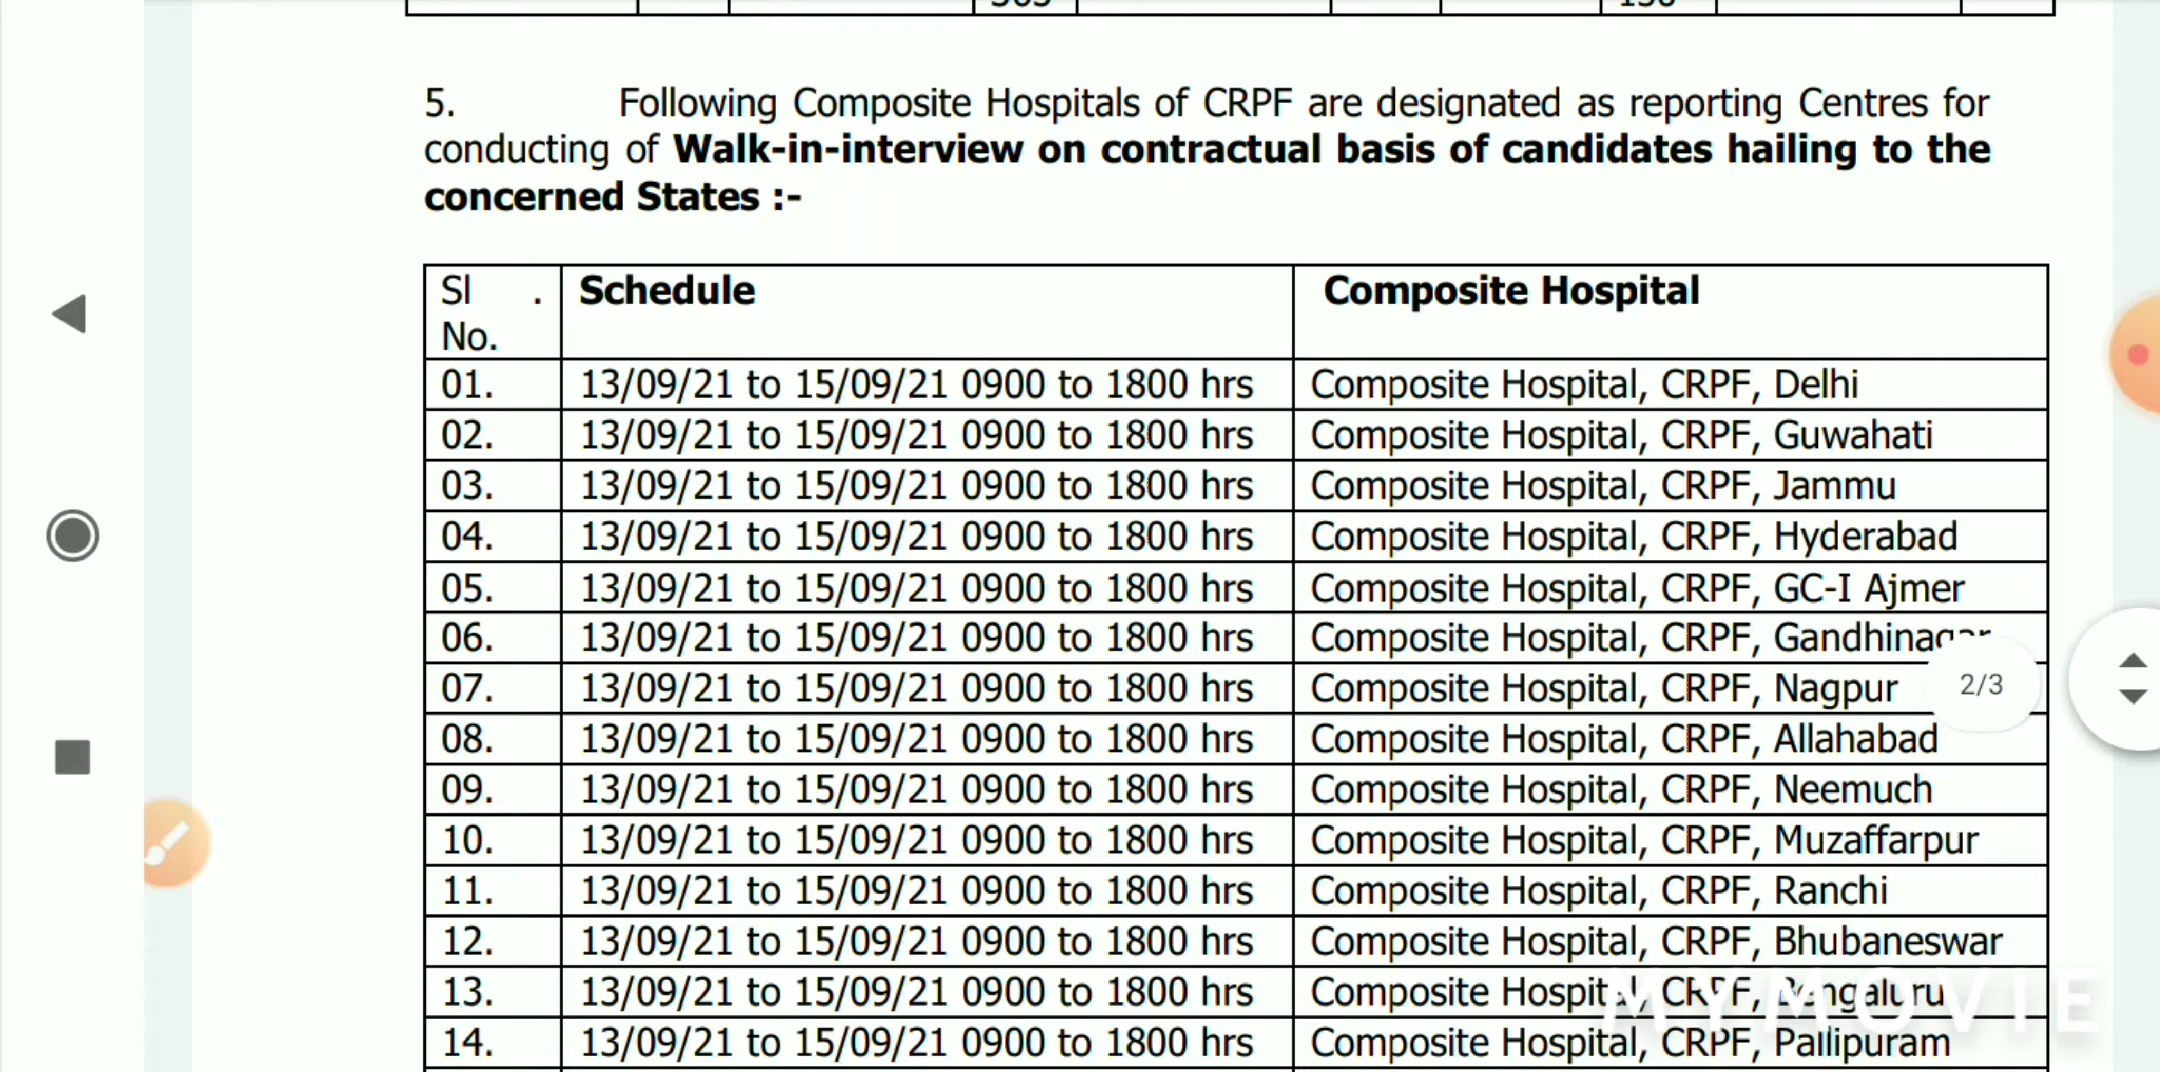 5. Following Composite Hospitals of CRPF are designated as reporting Centres for
conducting of Walk-in-interview on contractual basis of candidates hailing to the
concerned States :-
Sl . Schedule Composite Hospital
No.
01. 13/09/21 to 15/09/21 0900 to 1800 hrs Composite Hospital, CRPF, Delhi
02. 13/09/21 to 15/09/21 0900 to 1800 hrs Composite Hospital, CRPF, Guwahati
03. 13/09/21 to 15/09/21 0900 to 1800 hrs Composite Hospital, CRPF, Jammu
04. 13/09/21 to 15/09/21 0900 to 1800 hrs Composite Hospital, CRPF, Hyderabad
05. 13/09/21 to 15/09/21 0900 to 1800 hrs Composite Hospital, CRPF, GC-I Ajmer
06. 13/09/21 to 15/09/21 0900 to 1800 hrs Composite Hospital, CRPF, Gandhinagar
07. 13/09/21 to 15/09/21 0900 to 1800 hrs Composite Hospital, CRPF, Nagpur
2/3
08. 13/09/21 to 15/09/21 0900 to 1800 hrs Composite Hospital, CRPF, Allahabad
09. 13/09/21 to 15/09/21 0900 to 1800 hrs Composite Hospital, CRPF, Neemuch
10. 13/09/21 to 15/09/21 0900 to 1800 hrs Composite Hospital, CRPF, Muzaffarpur
11. 13/09/21 to 15/09/21 0900 to 1800 hrs Composite Hospital, CRPF, Ranchi
12. 13/09/21 to 15/09/21 0900 to 1800 hrs Composite Hospital, CRPF, Bhubaneswar
13. 13/09/21 to 15/09/21 0900 to 1800 hrs Composite Hospital, CRPF, Bengaluru
14. 13/09/21 to 15/09/21 0900 to 1800 hrs Composite Hospital, CRPF, Pallipuram
MYMOVIE